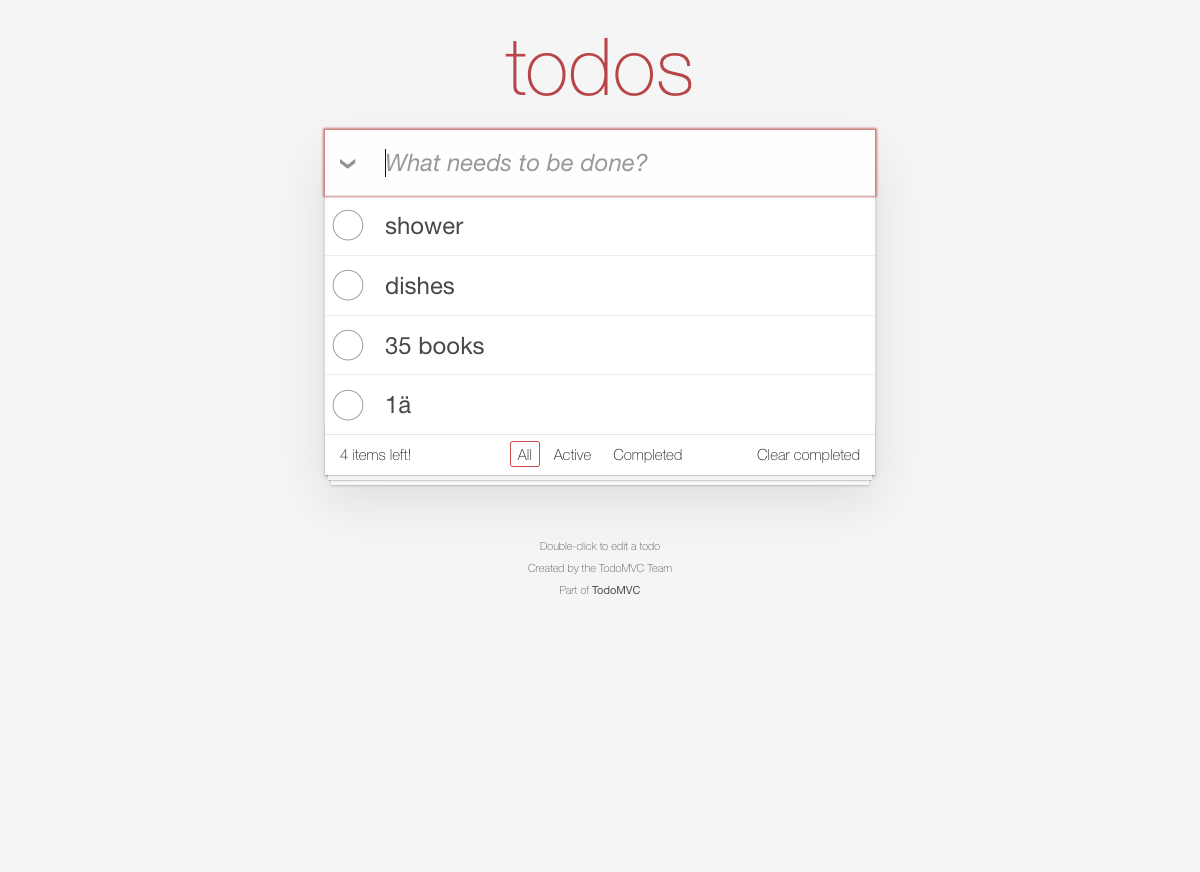 todos
What needs to be done?
shower
dishes
35 books
1ä
4 items left! All Active Completed Clear completed
Double-click to edit a todo
Created by the TodoMVC Team
Part of TodoMVC